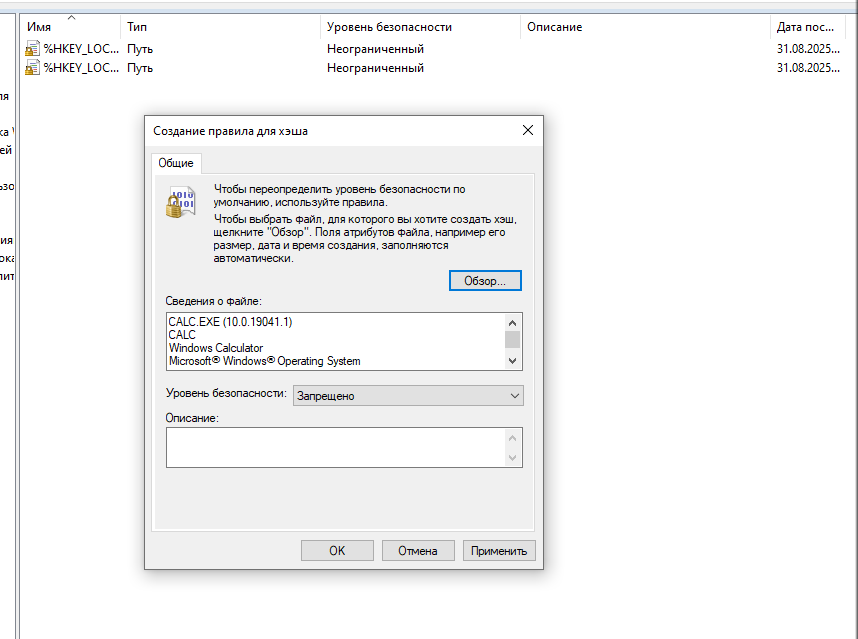 Имя Тип Уровень безопасности Описание Дата пос...
%HKEY_LOC... Путь Неограниченный 31.08.2025...
%HKEY_LOC... Путь Неограниченный 31.08.2025...
ля
ка
ей
ьзо
ия
ока
лит
Создание правила для хэша
Общие
Чтобы переопределить уровень безопасности по
умолчанию, используйте правила.
Чтобы выбрать файл, для которого вы хотите создать хэш,
щелкните "Обзор". Поля атрибутов файла, например его
размер, дата и время создания, заполняются
автоматически.
Обзор...
Сведения о файле:
CALC.EXE (10.0.19041.1)
CALC
Windows Calculator
Microsoft® Windows® Operating System
Уровень безопасности: Запрещено
Описание:
ОК Отмена Применить